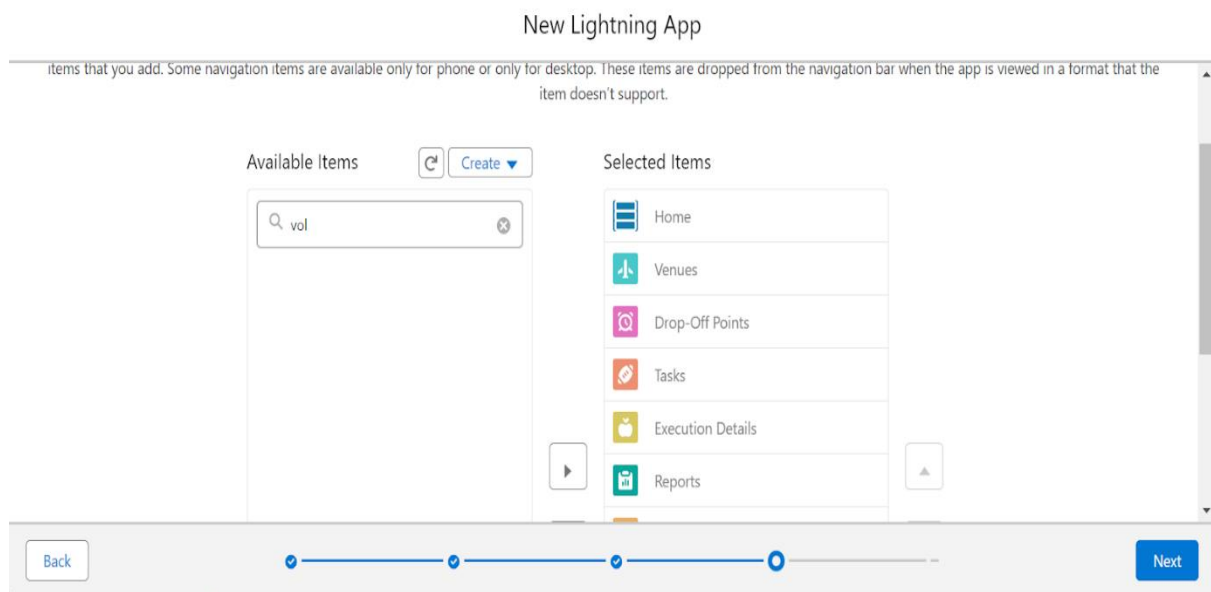 New Lightning App
items that you add. Some navigation items are available only for phone or only for desktop. These items are dropped from the navigation bar when the app is viewed in a format that the
item doesn't support.
Available Items
Create
Selected Items
vol
Home
Venues
Drop-Off Points
Tasks
Execution Details
Reports
Back
Next